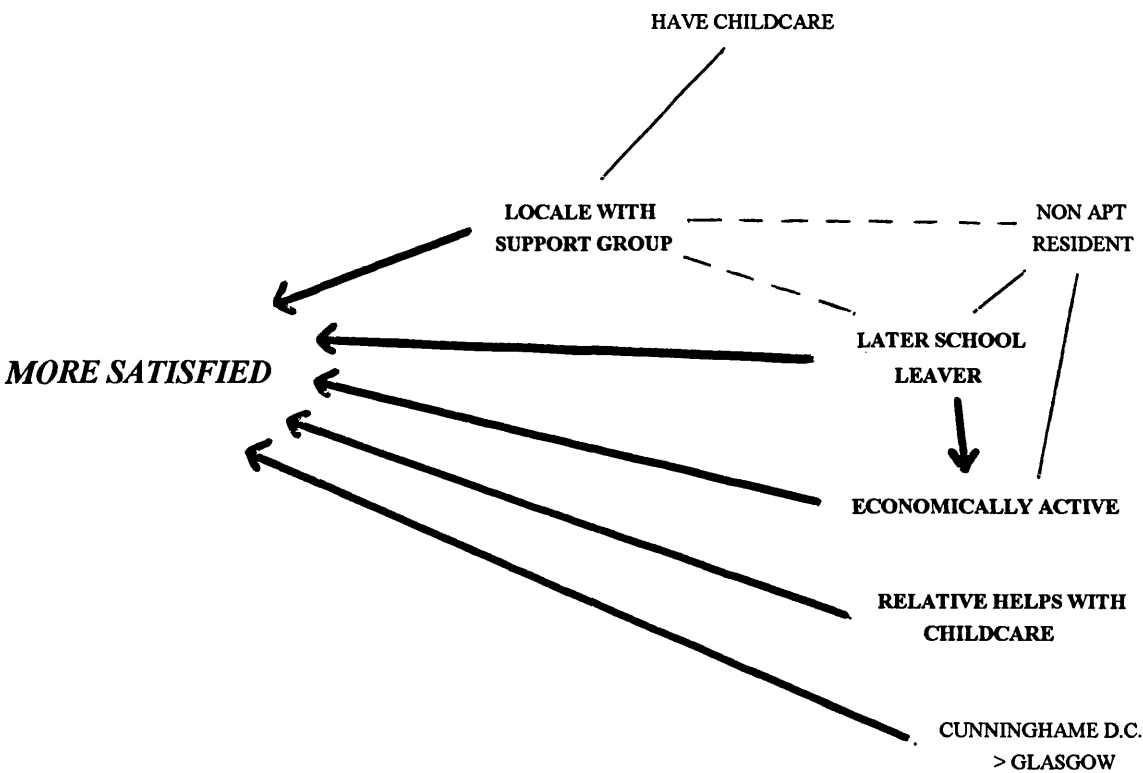 HAVE CHILDCARE
LOCALE WITH
SUPPORT GROUP
NON APT
RESIDENT
LATER SCHOOL
LEAVER
MORE SATISFIED
ECONOMICALLY ACTIVE
RELATIVE HELPS WITH
CHILDCARE
CUNNINGHAME D.C.
> GLASGOW